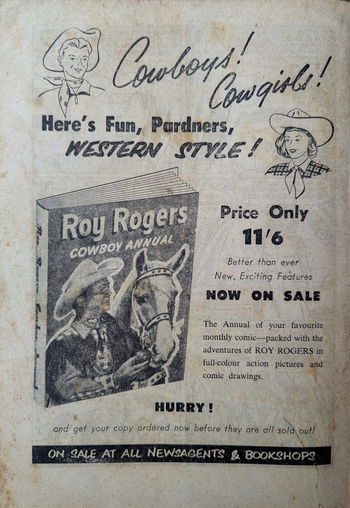 Cowboys!
Cowgirls!
Here's Fun, Pardners,
WESTERN STYLE!
Roy Rogers
COWBOY ANNUAL
Price Only
11'6
Better than ever
New, Exciting Features
NOW ON SALE
The Annual of your favourite
monthly comic—packed with the
adventures of ROY ROGERS in
full-colour action pictures and
comic drawings.
HURRY!
and get your copy ordered now before they are all sold out!
ON SALE AT ALL NEWSAGENTS & BOOKSHOPS